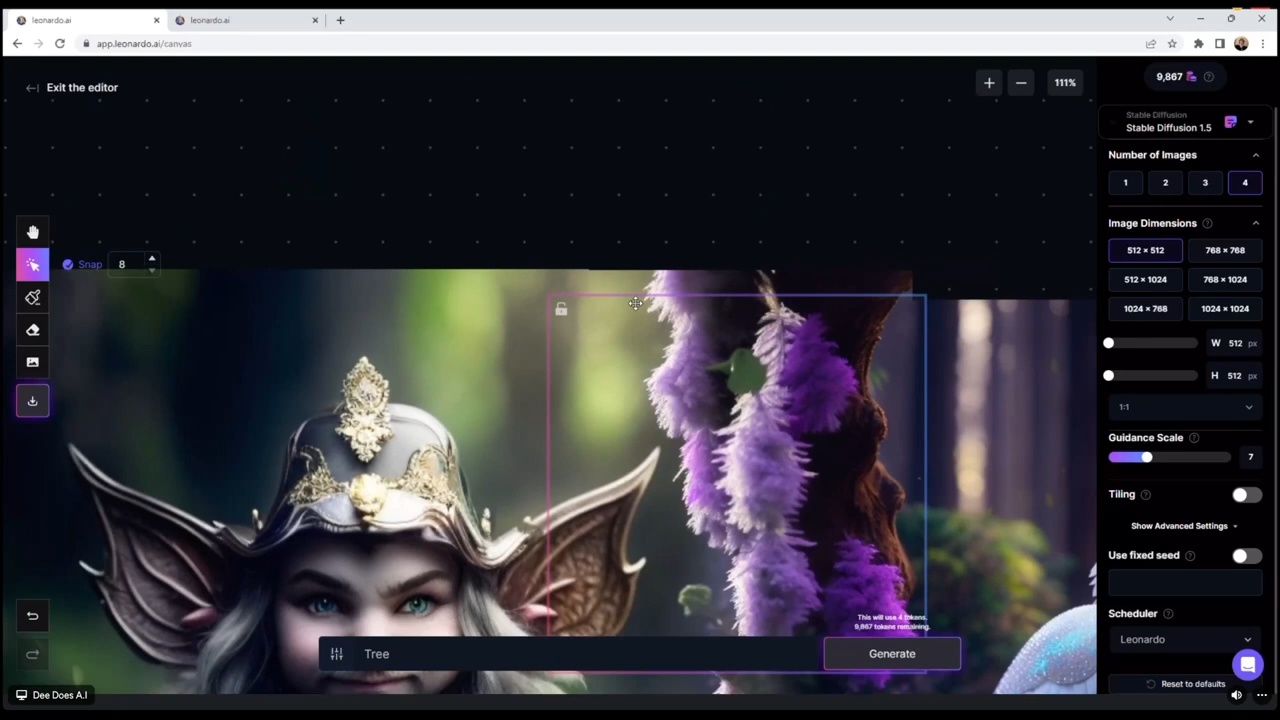 leonardo.ai
leonardo.ai
app.leonardo.ai/canvas
Exit the editor
111%
9,867
Stable Diffusion
Stable Diffusion 1.5
Number of Images
1 2 3 4
Image Dimensions
512 × 512 768 × 768
Snap 8
512 × 1024 768 × 1024
1024 × 768 1024 × 1024
W 512 px
H 512 px
1:1
Guidance Scale
7
Tiling
Show Advanced Settings
Use fixed seed
Scheduler
This will use 4 tokens.
9,867 tokens remaining.
Leonardo
Tree Generate
Reset to defaults
Dee Does A.I